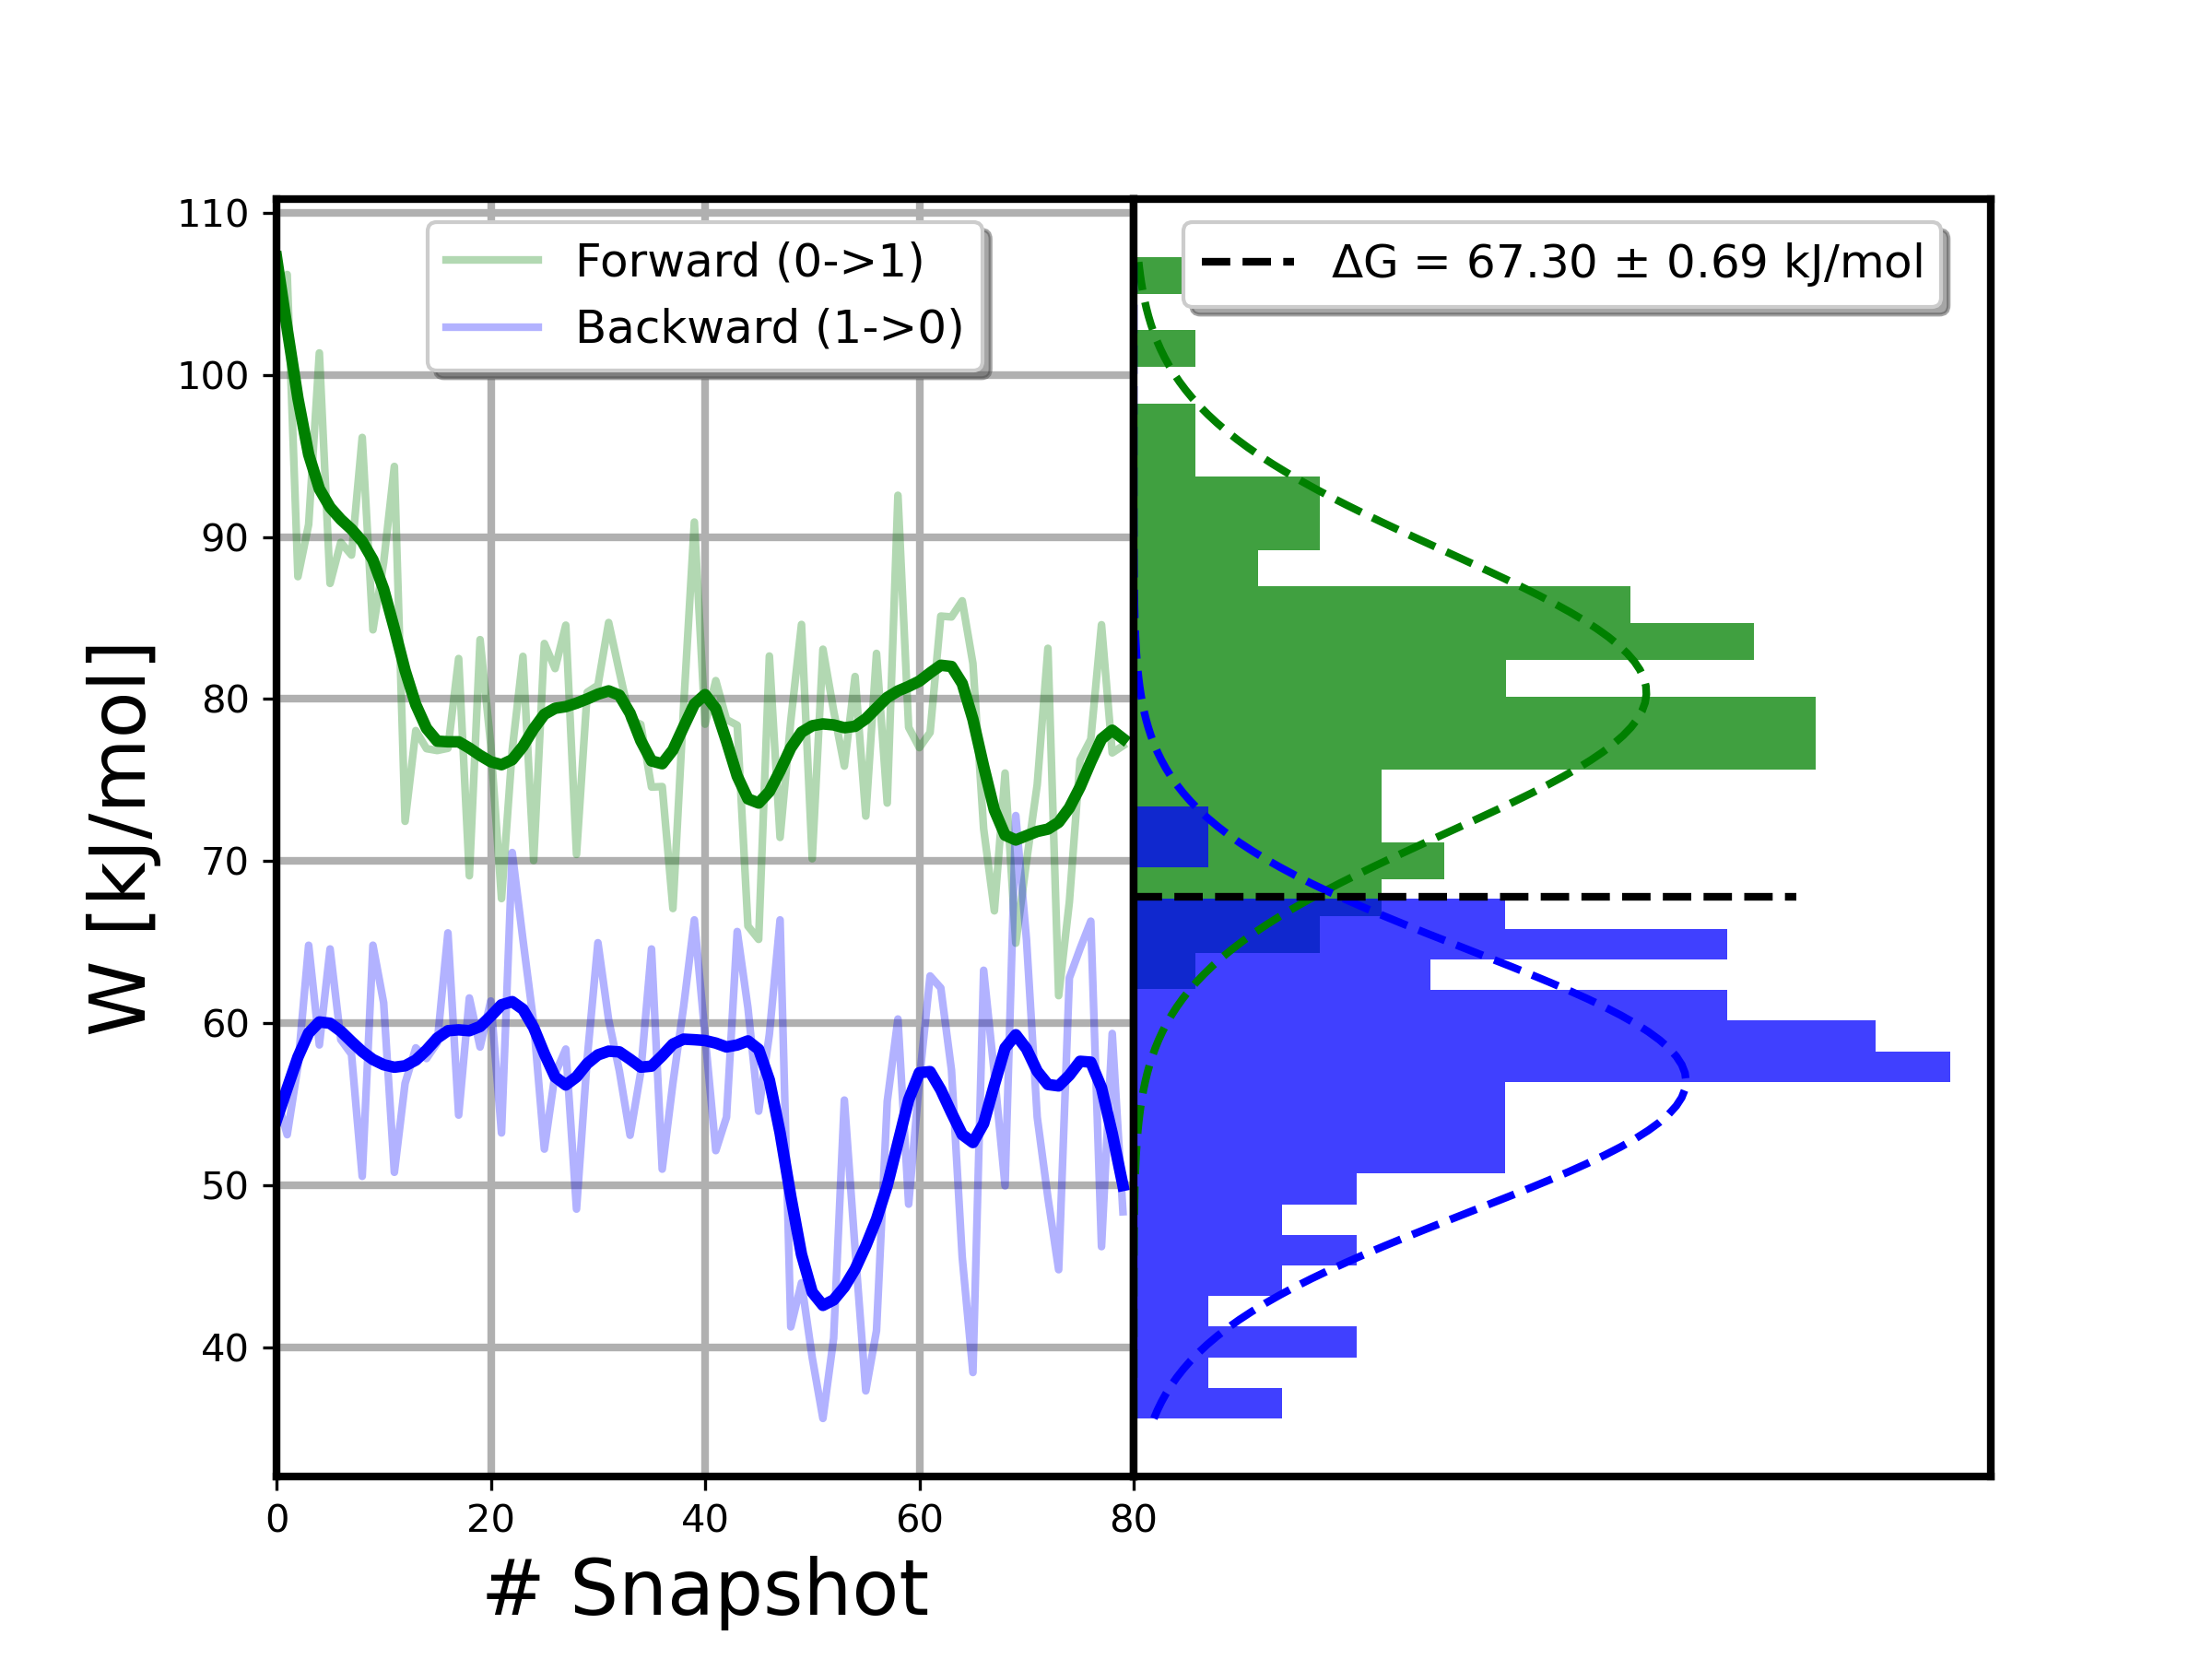 W [kJ/mol]
110
100
90
80
70
60
50
40
Forward (0->1)
Backward (1->0)
ΔG = 67.30 ± 0.69 kJ/mol
0 20 40 60 80
# Snapshot